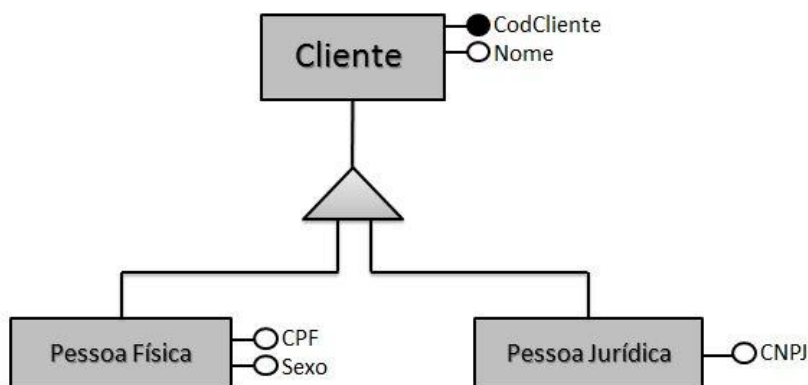 Cliente
CodCliente
Nome
Pessoa Física
CPF
Sexo
Pessoa Jurídica
CNPJ